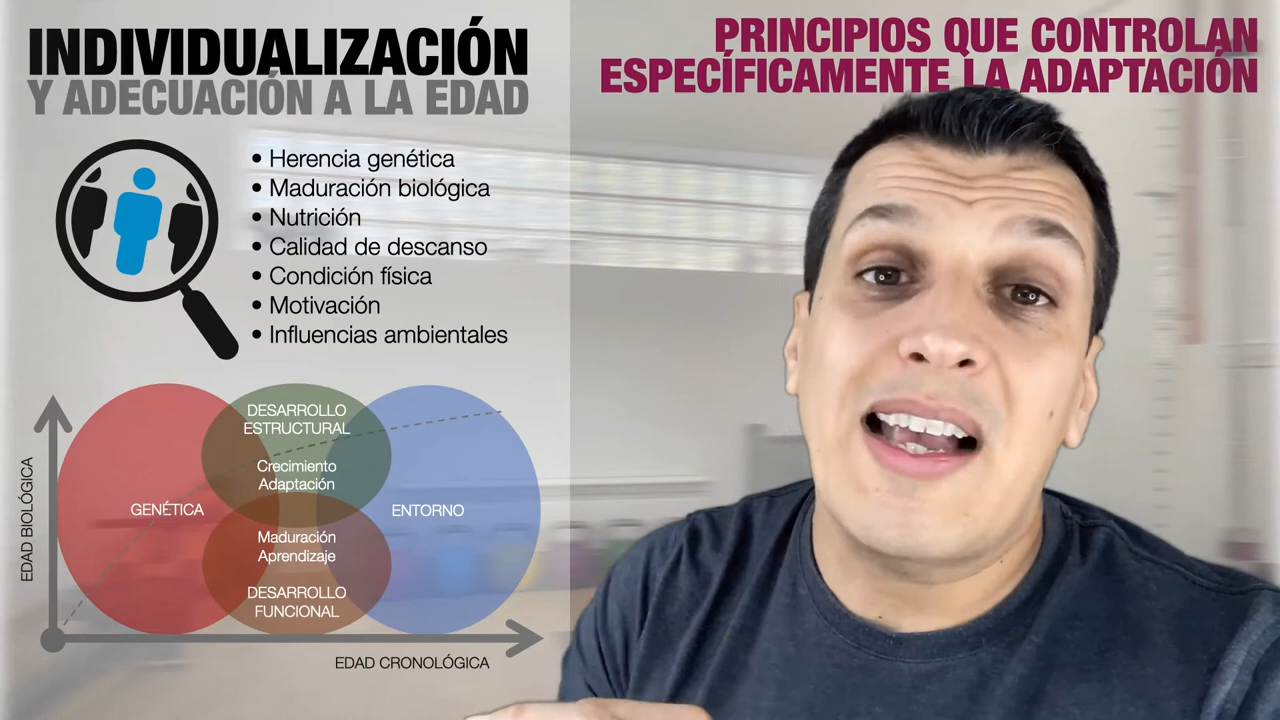 INDIVIDUALIZACIÓN
Y ADECUACIÓN A LA EDAD
PRINCIPIOS QUE CONTROLAN
ESPECÍFICAMENTE LA ADAPTACIÓN
• Herencia genética
• Maduración biológica
• Nutrición
• Calidad de descanso
• Condición física
• Motivación
• Influencias ambientales
EDAD BIOLÓGICA
DESARROLLO
ESTRUCTURAL
Crecimiento
Adaptación
GENÉTICA
ENTORNO
Maduración
Aprendizaje
DESARROLLO
FUNCIONAL
EDAD CRONOLÓGICA